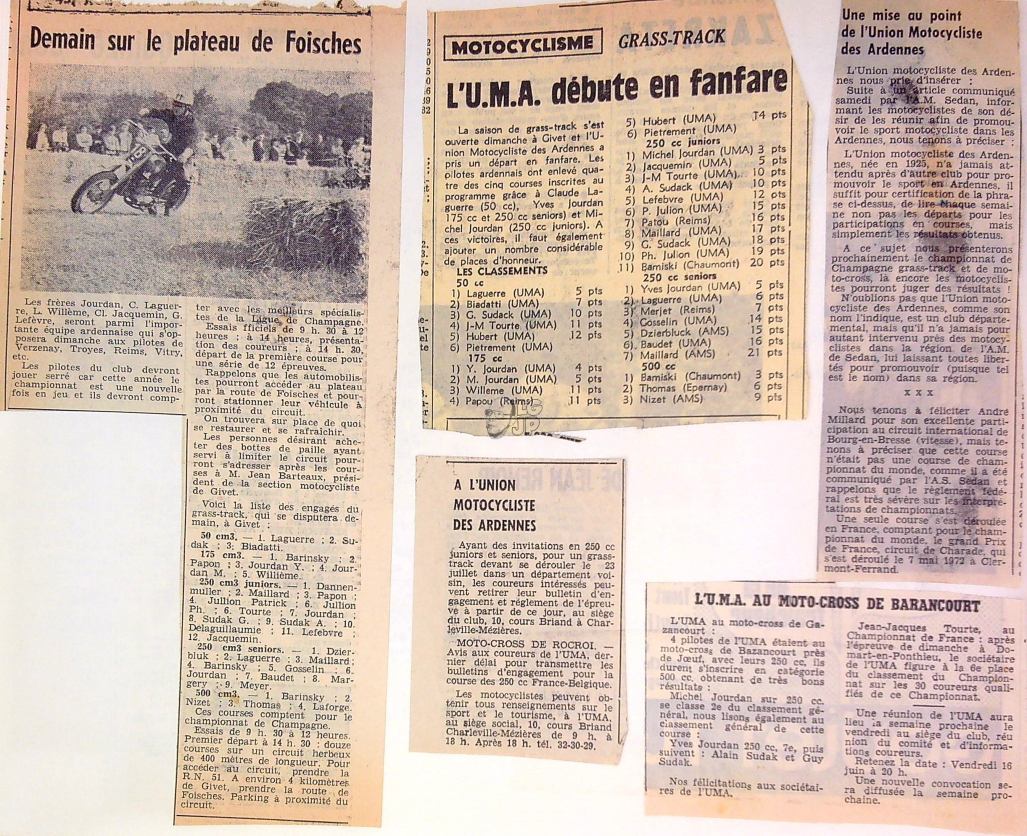 Demain sur le plateau de Foisches
Les frères Jourdan, C. Laguer-
re, L. Willème, Cl. Jacquemin, G.
Lefèvre, seront parmi l'impor-
tante équipe ardennaise qui s'op-
posera dimanche aux pilotes de
Verzenay, Troyes, Reims, Vitry,
etc.
Les pilotes du club devront
jouer serré car cette année le
championnat est une nouvelle
fois en jeu et ils devront comp-
ter avec les meilleurs spécialis-
tes de la Ligue de Champagne.
Essais fficiels de 9 h. 30 à 12
heures ; à 14 heures, présenta-
tion des coureurs ; à 14 h. 30,
départ de la première course pour
une série de 12 épreuves.
Rappelons que les automobilis-
tes pourront accéder au plateau
par la route de Foisches et pour-
ront stationner leur véhicule à
proximité du circuit.
On trouvera sur place de quoi
se restaurer et se rafraîchir.
Les personnes désirant ache-
ter des bottes de paille ayant
servi à limiter le circuit pour-
ront s'adresser après les cour-
ses à M. Jean Barteaux, prési-
dent de la section motocycliste
de Givet.
Voici la liste des engagés du
grass-track, qui se disputera de-
main, à Givet :
50 cm3. — 1. Laguerre ; 2. Su-
dak ; 3; Biadatti.
175 cm3. — 1. Barinsky ; 2.
Papon ; 3. Jourdan Y. ; 4. Jour-
dan M. ; 5. Willième.
250 cm3 juniors. — 1. Dannen-
muller ; 2. Maillard ; 3. Papon ;
4. Jullion Patrick ; 6. Jullion
Ph. ; 6. Tourte ; 7. Jourdan ;
8. Sudak G. ; 9. Sudak A. ; 10.
Delaguillaumie ; 11. Lefebvre ;
12. Jacquemin.
250 cm3 seniors. — 1. Dzier-
bluk ; 2. Laguerre ; 3. Maillard ;
4. Barinsky ; 5. Gosselin ; 6.
Jourdan ; 7. Baudet ; 8. Mar-
gery ; 9. Meyer.
500 cm3. — 1. Barinsky ; 2.
Nizet ; 3. Thomas ; 4. Laforge.
Ces courses comptent pour le
championnat de Champagne.
Essais de 9 h. 30 à 12 heures.
Premier départ à 14 h. 30 : douze
courses sur un circuit herbeux
de 400 mètres de longueur. Pour
accéder au circuit, prendre la
R.N. 51. A environ 4 kilomètres
de Givet, prendre la route de
Foisches. Parking à proximité du
circuit.
MOTOCYCLISME GRASS-TRACK
L'U.M.A. débute en fanfare
La saison de grass-track s'est
ouverte dimanche à Givet et l'U-
nion Motocycliste des Ardennes a
pris un départ en fanfare. Les
pilotes ardennais ont enlevé qua-
tre des cinq courses inscrites au
programme grâce à Claude La-
guerre (50 cc), Yves Jourdan
175 cc et 250 cc seniors) et Mi-
chel Jourdan (250 cc juniors). A
ces victoires, il faut également
ajouter un nombre considérable
de places d'honneur.
LES CLASSEMENTS
50 cc
1) Laguerre (UMA) 5 pts
2) Biadatti (UMA) 7 pts
3) G. Sudack (UMA) 10 pts
4) J-M Tourte (UMA) 11 pts
5) Hubert (UMA) 12 pts
6) Pietrement (UMA)
175 cc
1) Y. Jourdan (UMA) 4 pts
2) M. Jourdan (UMA) 5 pts
3) Willeme (UMA) 11 pts
4) Papou (Reims) 11 pts
5) Hubert (UMA) 14 pts
6) Pietrement (UMA)
250 cc juniors
1) Michel Jourdan (UMA) 3 pts
2) Jacquemin (UMA) 5 pts
3) J-M Tourte (UMA) 10 pts
4) A. Sudack (UMA) 10 pts
5) Lefebvre (UMA) 12 pts
6) P. Julion (UMA) 15 pts
7) Patou (Reims) 16 pts
8) Maillard (UMA) 17 pts
9) G. Sudack (UMA) 18 pts
10) Ph. Julion (UMA) 19 pts
11) Bamiski (Chaumont) 20 pts
250 cc seniors
1) Yves Jourdan (UMA) 5 pts
2) Laguerre (UMA) 6 pts
3) Merjet (Reims) 7 pts
4) Gosselin (UMA) 14 pts
5) Dzierbluck (AMS) 15 pts
6) Baudet (UMA) 16 pts
7) Maillard (AMS) 21 pts
500 cc
1) Bamiski (Chaumont) 3 pts
2) Thomas (Epernay) 6 pts
3) Nizet (AMS) 9 pts
A L'UNION
MOTOCYCLISTE
DES ARDENNES
Ayant des invitations en 250 cc
juniors et seniors, pour un grass-
track devant se dérouler le 23
juillet dans un département voi-
sin, les coureurs intéressés peu-
vent retirer leur bulletin d'en-
gagement et règlement de l'épreu-
ve à partir de ce jour, au siège
du club, 10, cours Briand à Char-
leville-Mézières.
MOTO-CROSS DE ROCROI. —
Avis aux coureurs de l'UMA, der-
nier délai pour transmettre les
bulletins d'engagement pour la
course des 250 cc France-Belgique.
Les motocyclistes peuvent ob-
tenir tous renseignements sur le
sport et le tourisme, à l'UMA,
au siège social, 10, cours Briand
Charleville-Mézières de 9 h. à
18 h. Après 18 h. tél. 32-30-29.
Une mise au point
de l'Union Motocycliste
des Ardennes
L'Union motocycliste des Arden-
nes nous prie d'insérer :
Suite à un article communiqué
samedi par l'A.M. Sedan, infor-
mant les motocyclistes de son dé-
sir de les réunir afin de promou-
voir le sport motocycliste dans les
Ardennes, nous tenons à préciser :
L'Union motocycliste des Arden-
nes, née en 1925, n'a jamais at-
tendu après d'autre club pour pro-
mouvoir le sport en Ardennes, il
suffit pour certification de la phra-
se ci-dessus, de lire chaque semai-
ne non pas les départs pour les
participations en courses, mais
simplement les résultats obtenus.
A ce sujet nous présenterons
prochainement le championnat de
Champagne grass-track et de mo-
to-cross, là encore les motocyclis-
tes pourront juger des résultats !
N'oublions pas que l'Union moto-
cycliste des Ardennes, comme son
nom l'indique, est un club départe-
mental, mais qu'il n'a jamais pour
autant intervenu près des motocy-
clistes dans la région de l'A.M.
de Sedan, lui laissant toutes liber-
tés pour promouvoir (puisque tel
est le nom) dans sa région.
x x x
Nous tenons à féliciter André
Millard pour son excellente parti-
cipation au circuit international de
Bourg-en-Bresse (vitesse), mais te-
nons à préciser que cette course
n'était pas une course de cham-
pionnat du monde, comme il a été
communiqué par l'A.S. Sedan et
rappelons que le règlement fédé-
ral est très sévère sur les interpré-
tations de championnats.
Une seule course s'est déroulée
en France, comptant pour le cham-
pionnat du monde, le grand Prix
de France, circuit de Charade, qui
s'est déroulé le 7 mai 1972 à Cler-
mont-Ferrand.
L'U.M.A. AU MOTO-CROSS DE BARANCOURT
L'UMA au moto-cross de Ga-
zancourt :
4 pilotes de l'UMA étaient au
moto-cross de Bazancourt près
de Jœuf, avec leurs 250 cc, ils
durent s'inscrire en catégorie
500 cc. obtenant de très bons
résultats :
Michel Jourdan sur 250 cc.
se classe 2e du classement gé-
néral, nous lisons également au
classement général de cette
course :
Yves Jourdan 250 cc, 7e, puis
suivent : Alain Sudak et Guy
Sudak.
Nos félicitations aux sociétai-
res de l'UMA.
Jean-Jacques Tourte, au
Championnat de France : après
l'épreuve de dimanche à Do-
mart-en-Ponthieu, le sociétaire
de l'UMA figure à la 6e place
du classement du Champion-
nat sur les 30 coureurs quali-
fiés de ce Championnat.
Une réunion de l'UMA aura
lieu la semaine prochaine le
vendredi au siège du club, réu-
nion du comité et d'informa-
tions coureurs.
Retenez la date : Vendredi 16
juin à 20 h.
Une nouvelle convocation se-
ra diffusée la semaine pro-
chaine.